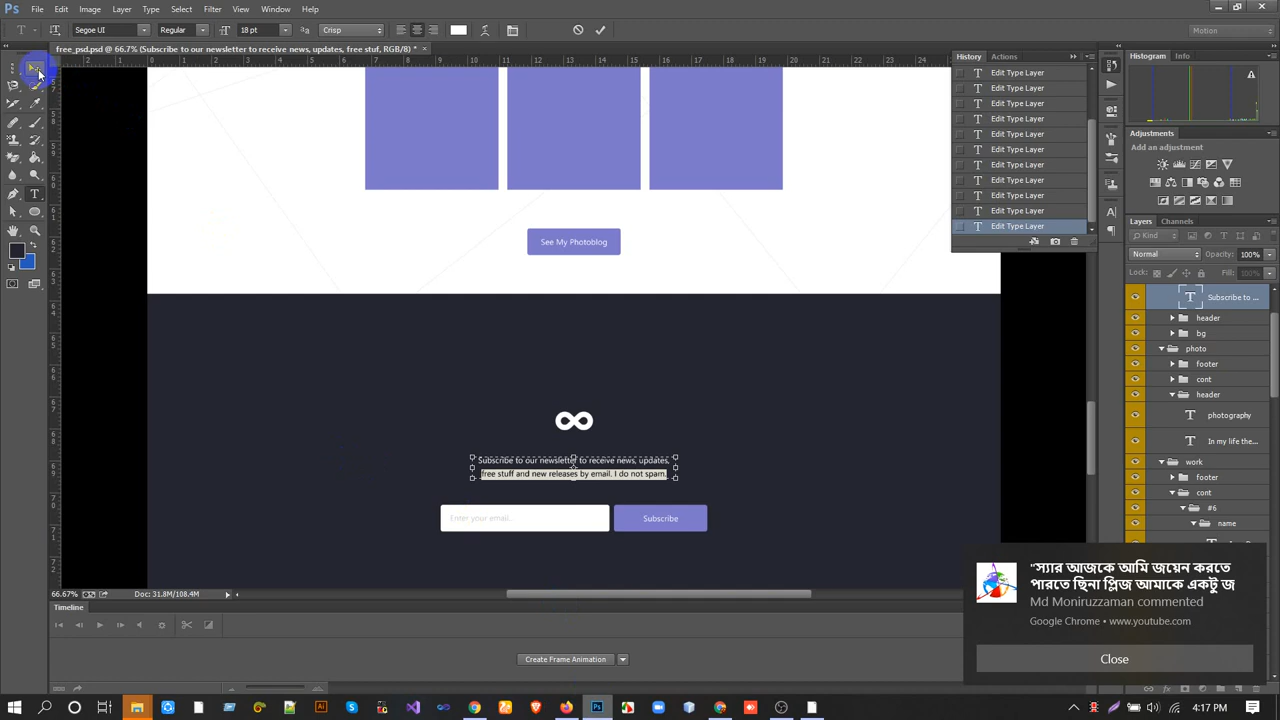 Ps File Edit Image Layer Type Select Filter View Window Help
Segoe UI Regular 18 pt Crisp Motion
free_psd.psd @ 66.7% (Subscribe to our newsletter to receive news, updates, free stuf, RGB/8) *
History Actions
Histogram Info
Edit Type Layer
Edit Type Layer
Edit Type Layer
Edit Type Layer
Edit Type Layer
Edit Type Layer
Edit Type Layer
Edit Type Layer
Edit Type Layer
Edit Type Layer
Edit Type Layer
Adjustments
Add an adjustment
Layers Channels
Kind
Normal Opacity: 100%
Lock: Fill: 100%
Subscribe to ...
header
bg
photo
footer
cont
header
photography
In my life the...
work
footer
cont
#6
name
See My Photoblog
Subscribe to our newsletter to receive news, updates,
free stuff and new releases by email. I do not spam.
Enter your email..
Subscribe
66.67% Doc: 31.8M/108.4M
Timeline
Create Frame Animation
"স্যার আজকে আমি জয়েন করতে
পারতে ছিনা প্লিজ আমাকে একটু জ
Md Moniruzzaman commented
Google Chrome • www.youtube.com
Close
4:17 PM